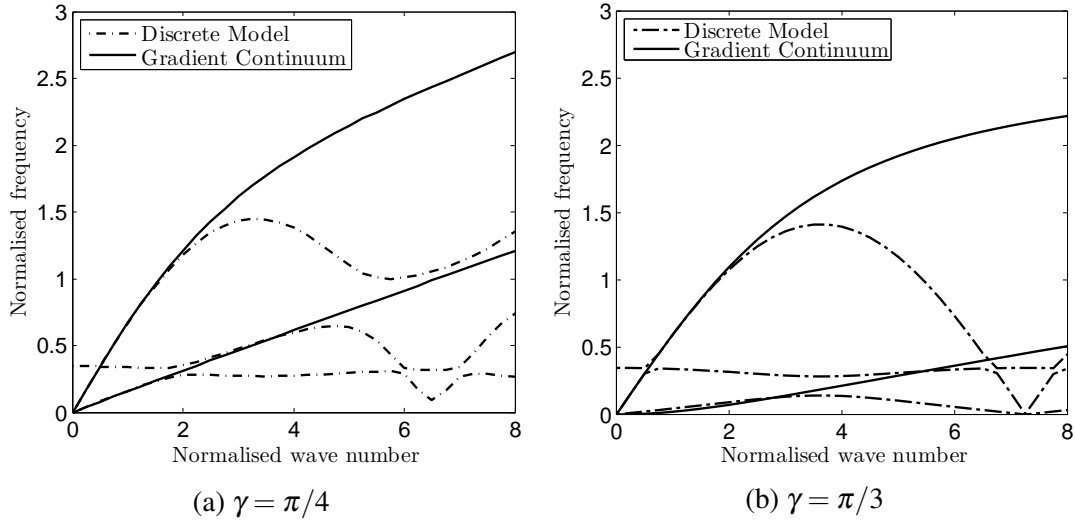 3
2.5
2
1.5
1
0.5
0
0 2 4 6 8
Normalised frequency
Normalised wave number
Discrete Model
Gradient Continuum
(a) γ = π/4
3
2.5
2
1.5
1
0.5
0
0 2 4 6 8
Normalised frequency
Normalised wave number
Discrete Model
Gradient Continuum
(b) γ = π/3